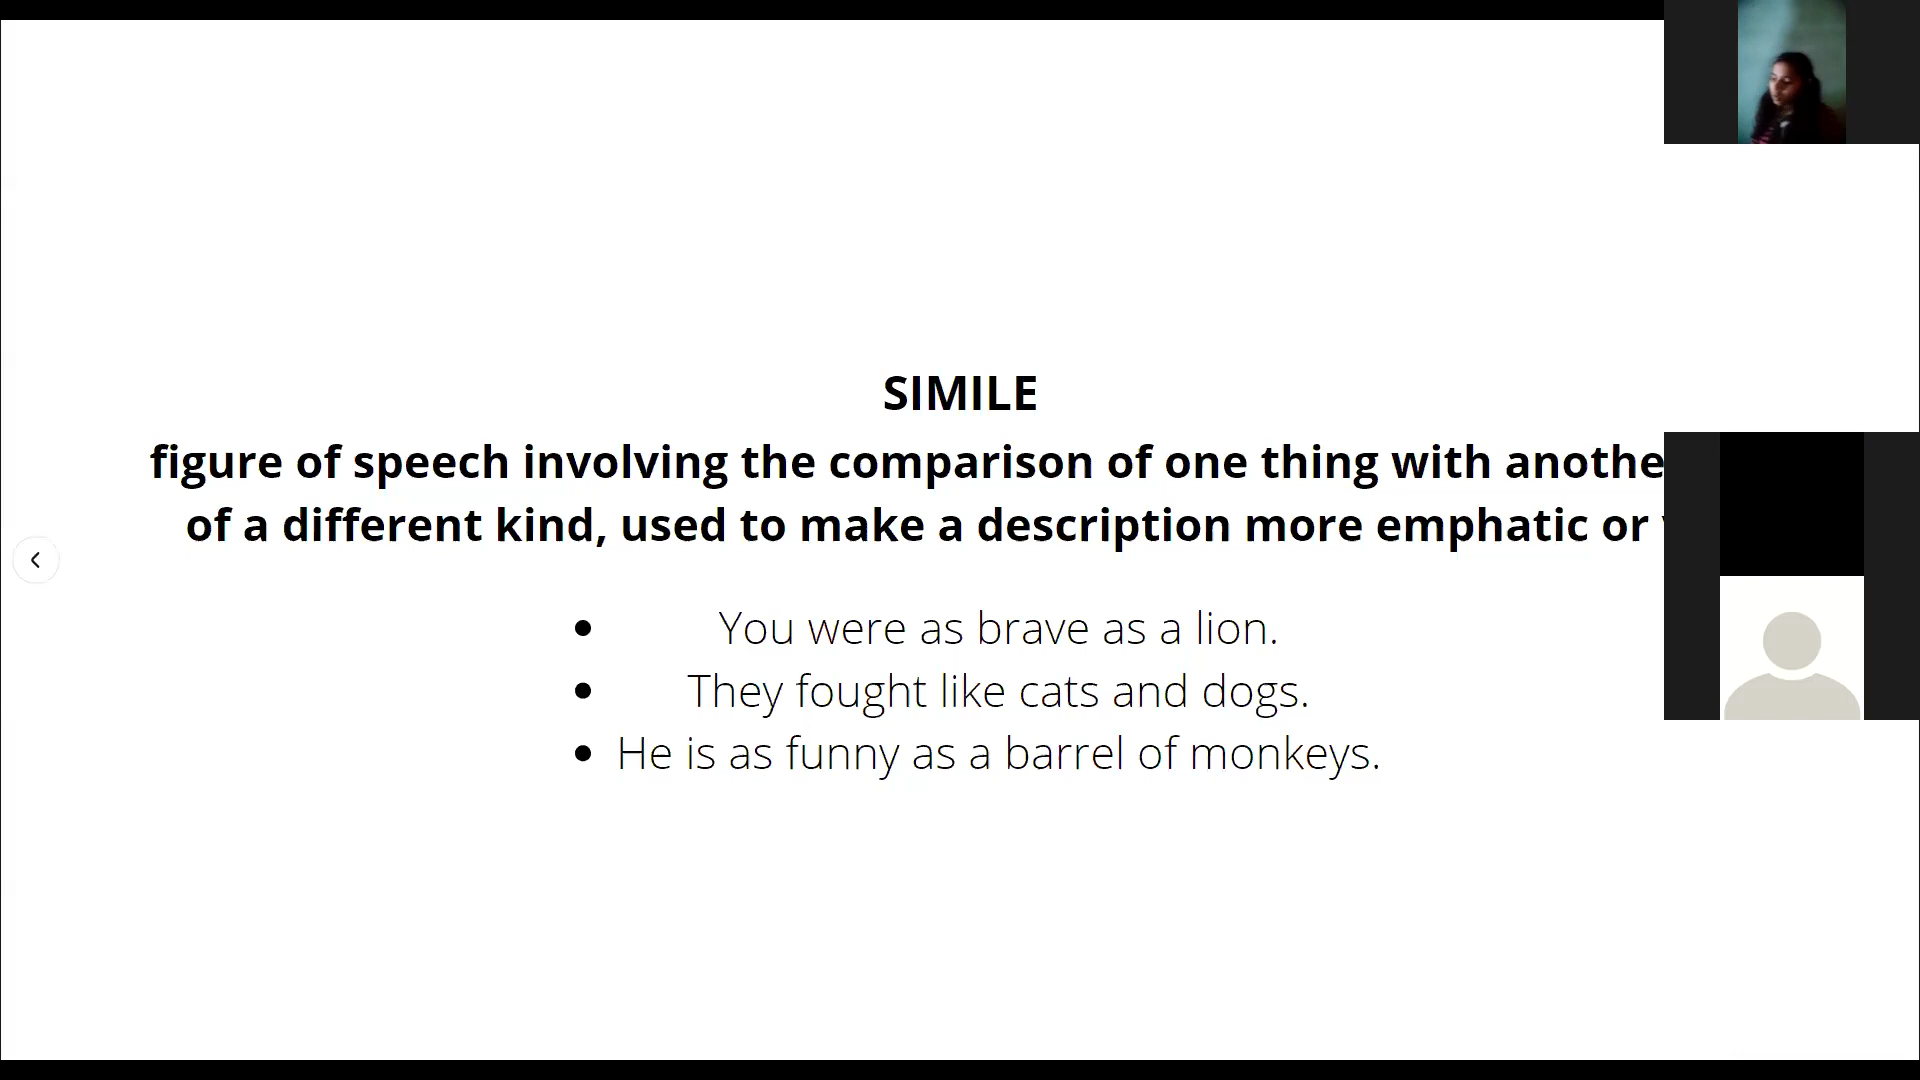 SIMILE
figure of speech involving the comparison of one thing with
of a different kind, used to make a description more emphatic or
• You were as brave as a lion.
• They fought like cats and dogs.
• He is as funny as a barrel of monkeys.